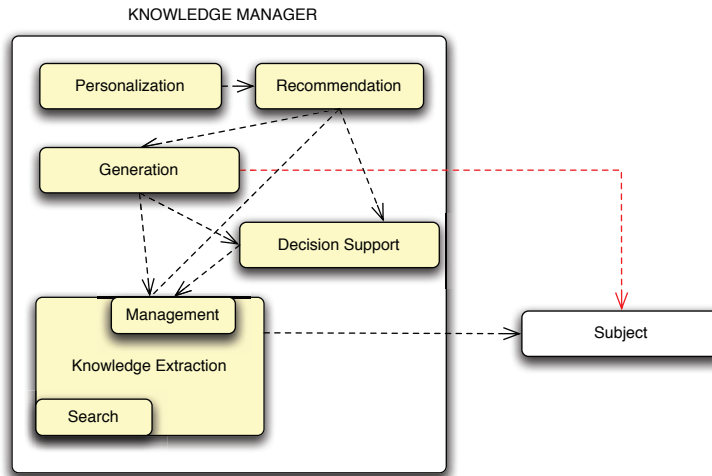 KNOWLEDGE MANAGER
Personalization
Recommendation
Generation
Decision Support
Management
Subject
Knowledge Extraction
Search